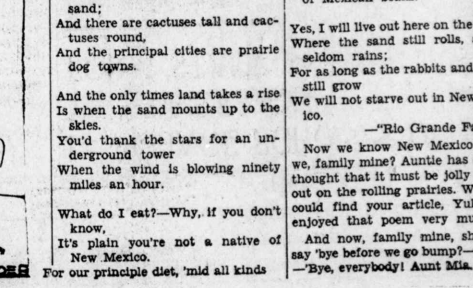 sand;
And there are cactuses tall and cac-
tuses round,
And the principal cities are prairie
dog towns.
And the only times land takes a rise
Is when the sand mounts up to the
skies.
You'd thank the stars for an un-
derground tower
When the wind is blowing ninety
miles an hour.
What do I eat?—Why, if you don't
know,
It's plain you're not a native of
New Mexico.
For our principle diet, 'mid all kinds
Yes, I will live out here on the
Where the sand still rolls,
seldom rains;
For as long as the rabbits and
still grow
We will not starve out in New
ico.
—"Rio Grande
Now we know New Mexico
we, family mine? Auntie has
thought that it must be jolly
out on the rolling prairies.
could find your article,
enjoyed that poem very
And now, family mine,
say 'bye before we go bump?—
—'Bye, everybody! Aunt Mia.